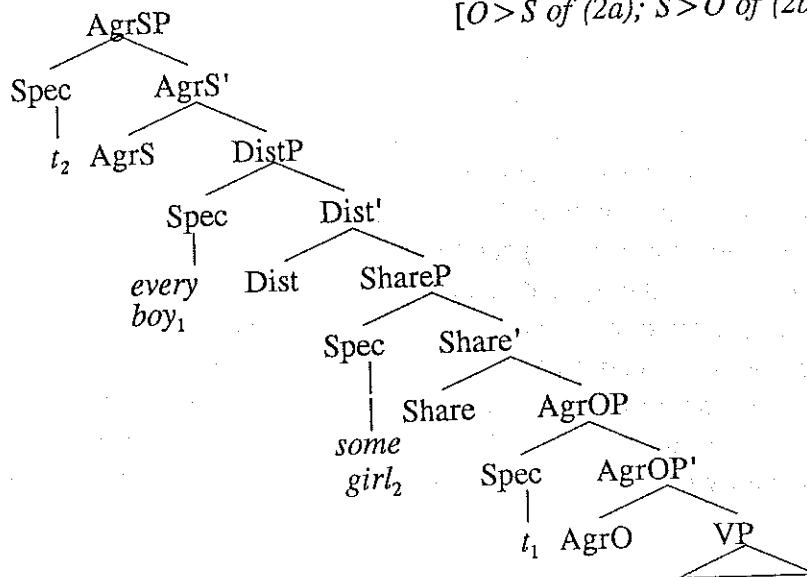 [O > S of (2a); S > O of (2b
AgrSP
Spec AgrS'
t₂ AgrS DistP
Spec Dist'
every boy₁ Dist ShareP
Spec Share'
some girl₂ Share AgrOP
Spec AgrOP'
t₁ AgrO VP